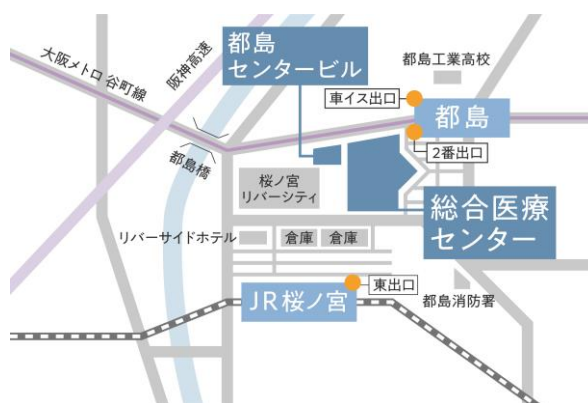 都島
センタービル
都島工業高校
大阪メトロ 谷町線
阪神高速
車イス出口
都島
2番出口
都島橋
桜ノ宮
リバーシティ
総合医療
センター
リバーサイドホテル
倉庫
倉庫
東出口
JR桜ノ宮
都島消防署